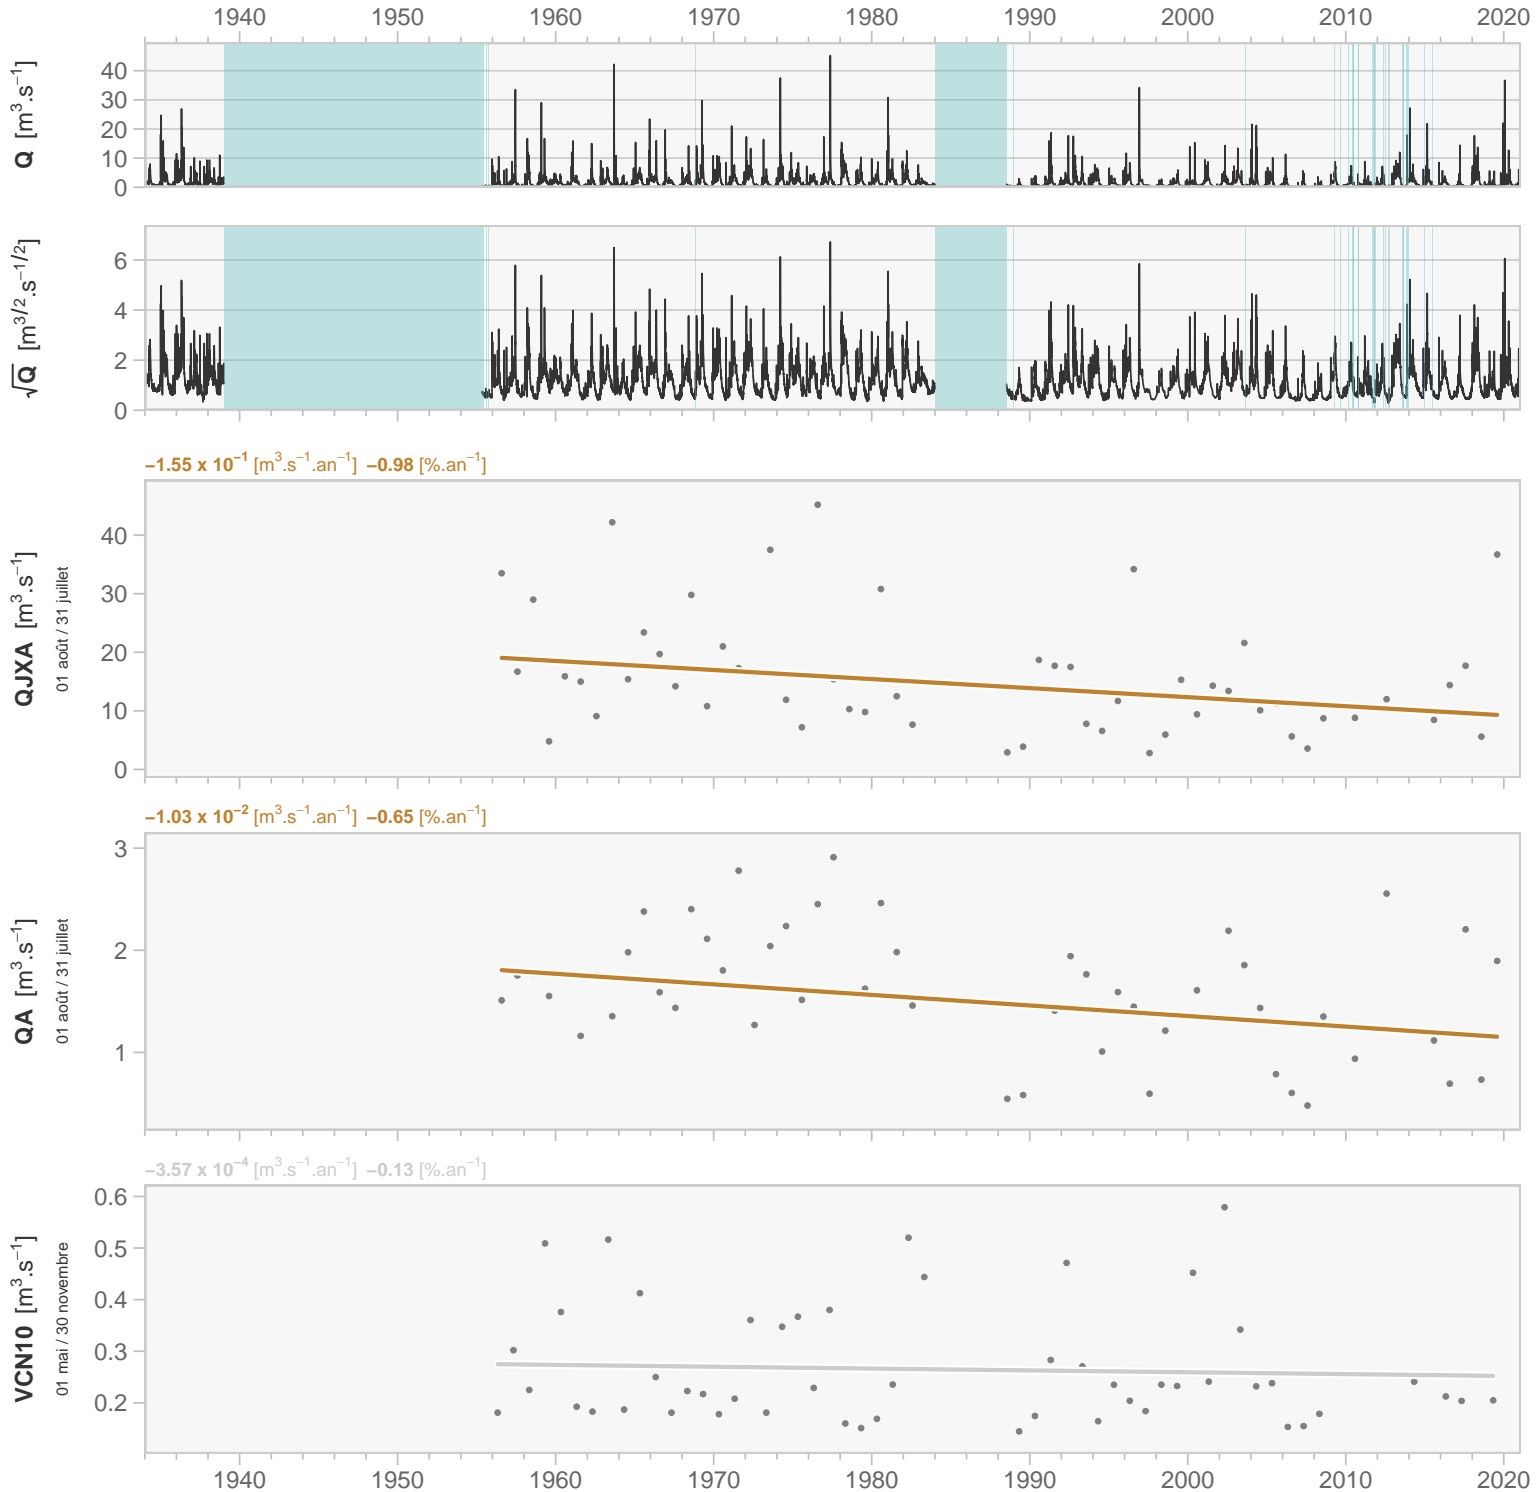 1940 1950 1960 1970 1980 1990 2000 2010 2020
Q [m³.s⁻¹]
40
30
20
10
0
√Q [m³ᐟ².s⁻¹ᐟ²]
6
4
2
0
−1.55 x 10⁻¹ [m³.s⁻¹.an⁻¹] −0.98 [%.an⁻¹]
QJXA [m³.s⁻¹]
01 août / 31 juillet
40
30
20
10
0
−1.03 x 10⁻² [m³.s⁻¹.an⁻¹] −0.65 [%.an⁻¹]
QA [m³.s⁻¹]
01 août / 31 juillet
3
2
1
−3.57 x 10⁻⁴ [m³.s⁻¹.an⁻¹] −0.13 [%.an⁻¹]
VCN10 [m³.s⁻¹]
01 mai / 30 novembre
0.6
0.5
0.4
0.3
0.2
1940 1950 1960 1970 1980 1990 2000 2010 2020